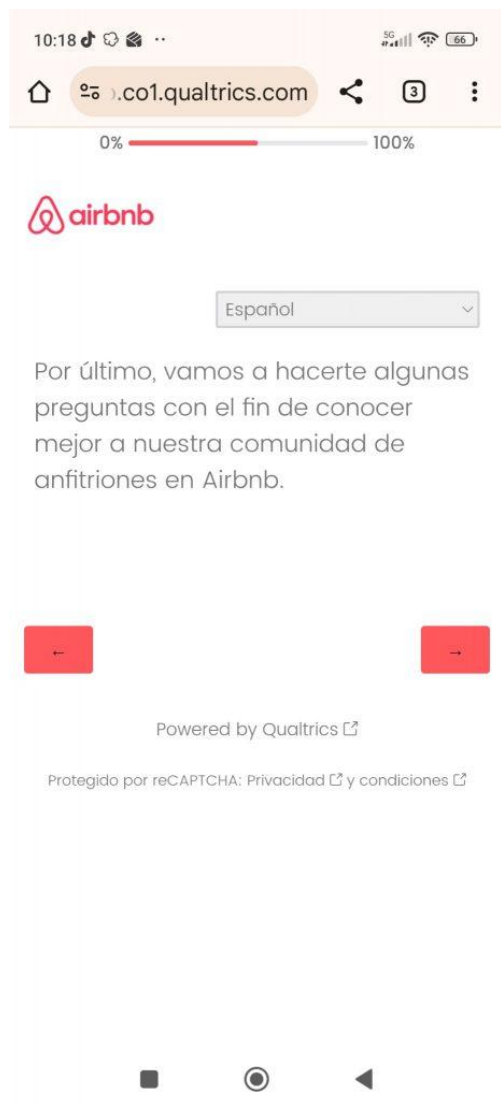 10:18
5G
66
).co1.qualtrics.com
3
0%
100%
airbnb
Español
Por último, vamos a hacerte algunas
preguntas con el fin de conocer
mejor a nuestra comunidad de
anfitriones en Airbnb.
←
→
Powered by Qualtrics
Protegido por reCAPTCHA: Privacidad y condiciones